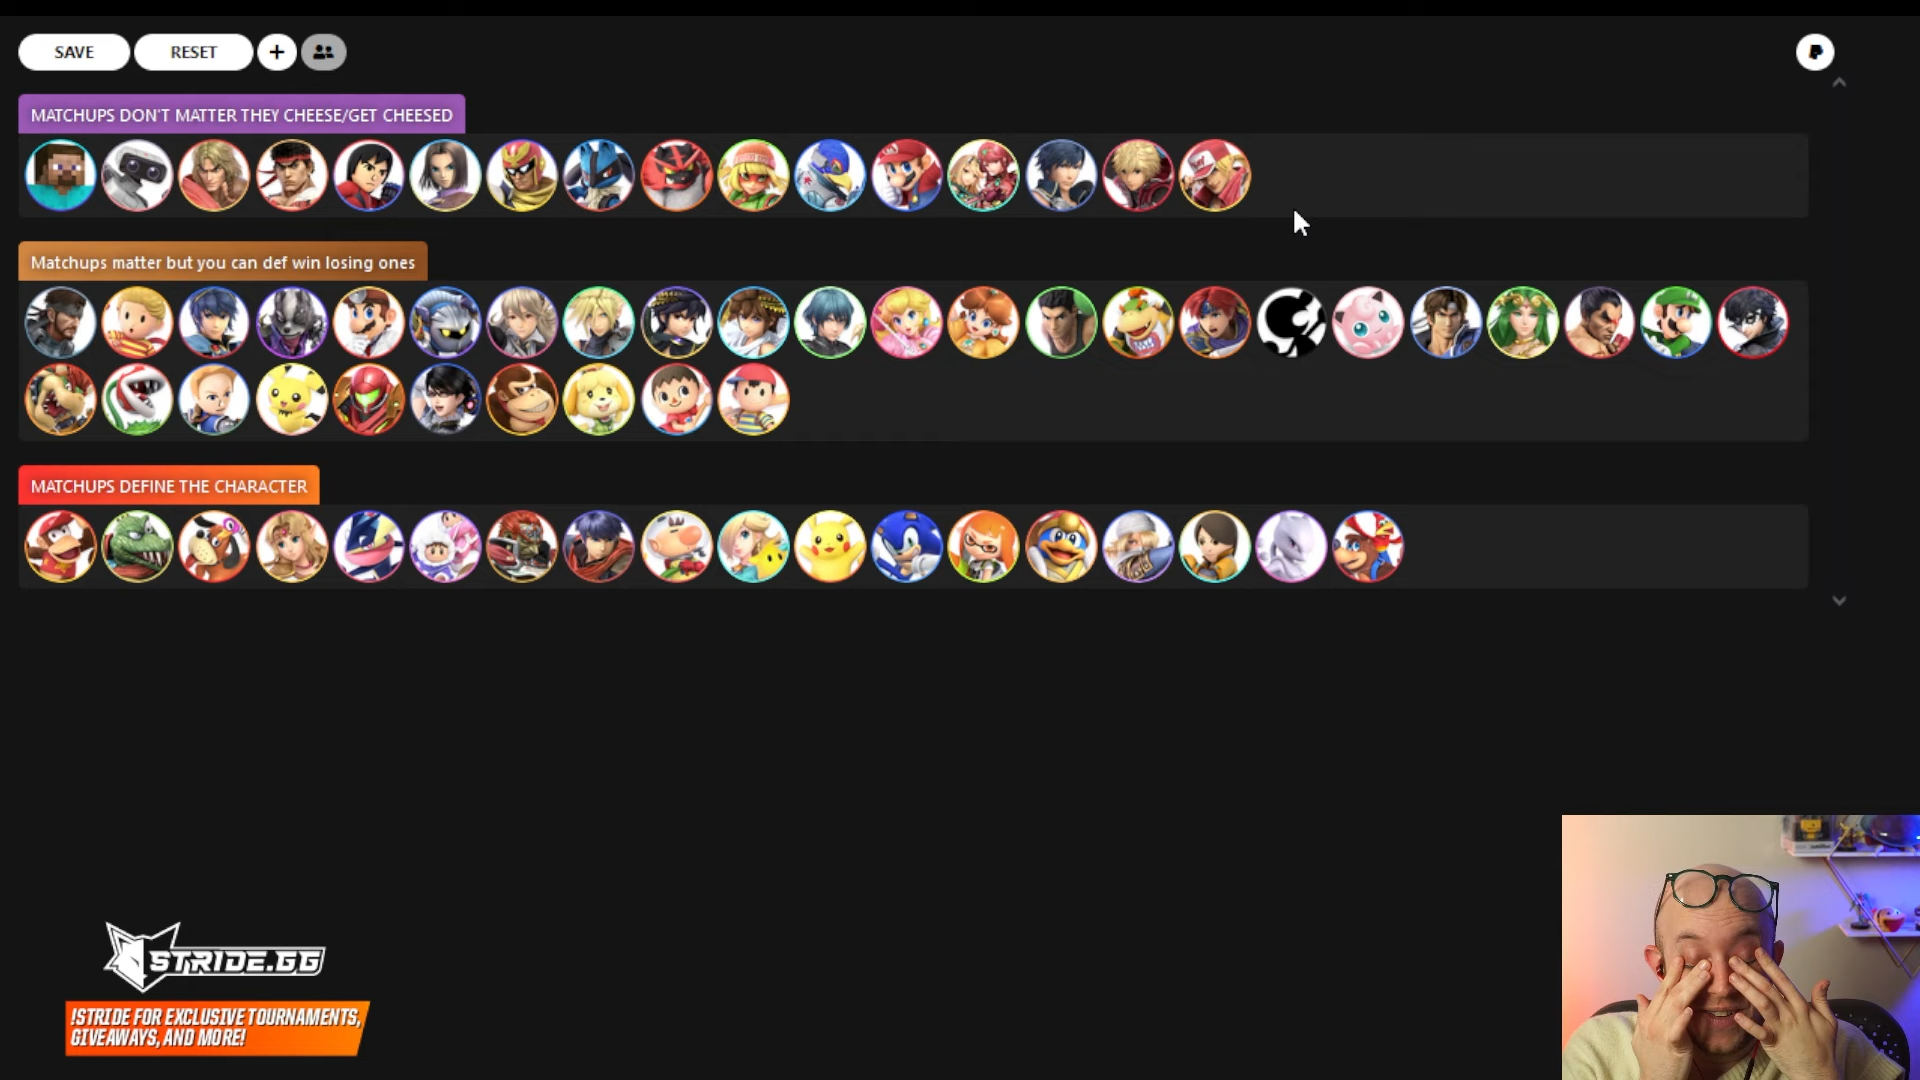 SAVE
RESET
MATCHUPS DON'T MATTER THEY CHEESE/GET CHEESED
Matchups matter but you can def win losing ones
MATCHUPS DEFINE THE CHARACTER
STRIDE.GG
!STRIDE FOR EXCLUSIVE TOURNAMENTS,
GIVEAWAYS, AND MORE!